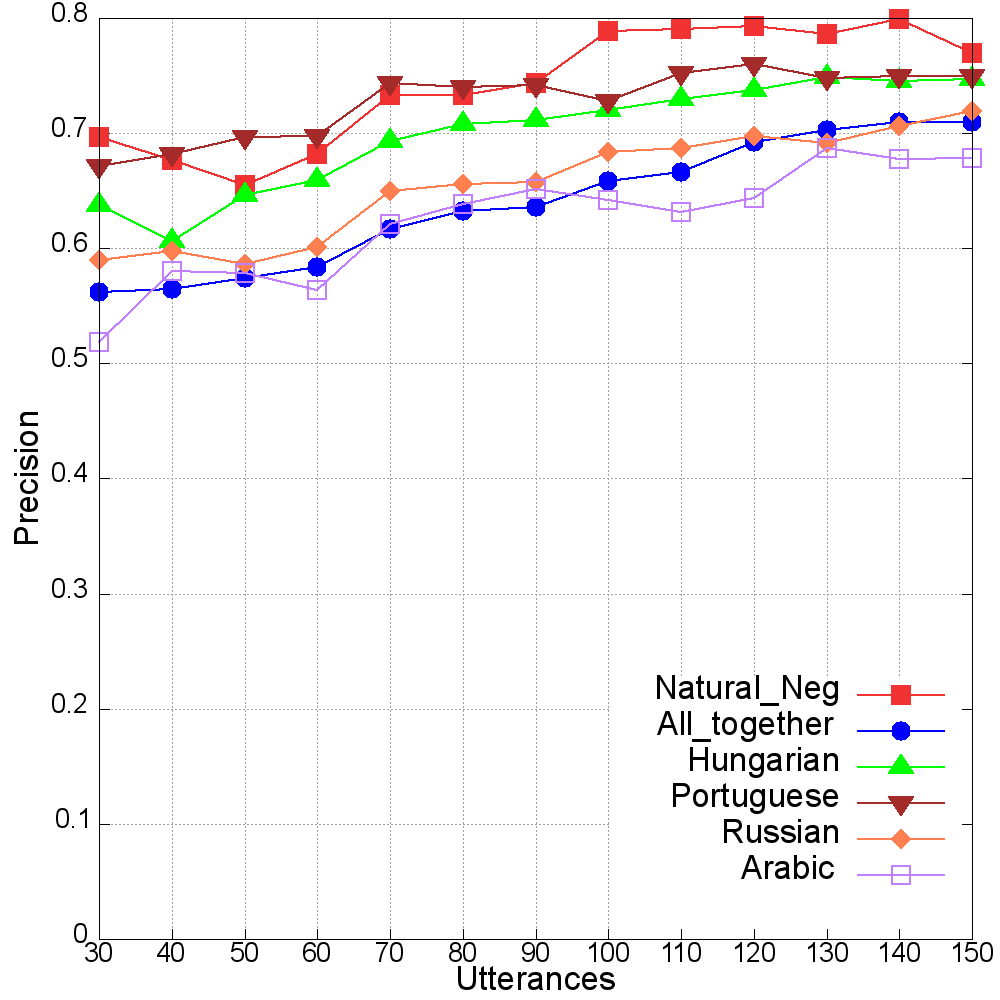 0.8
0.7
0.6
0.5
0.4
0.3
0.2
0.1
0
Precision
30 40 50 60 70 80 90 100 110 120 130 140 150
Utterances
Natural_Neg
All_together
Hungarian
Portuguese
Russian
Arabic